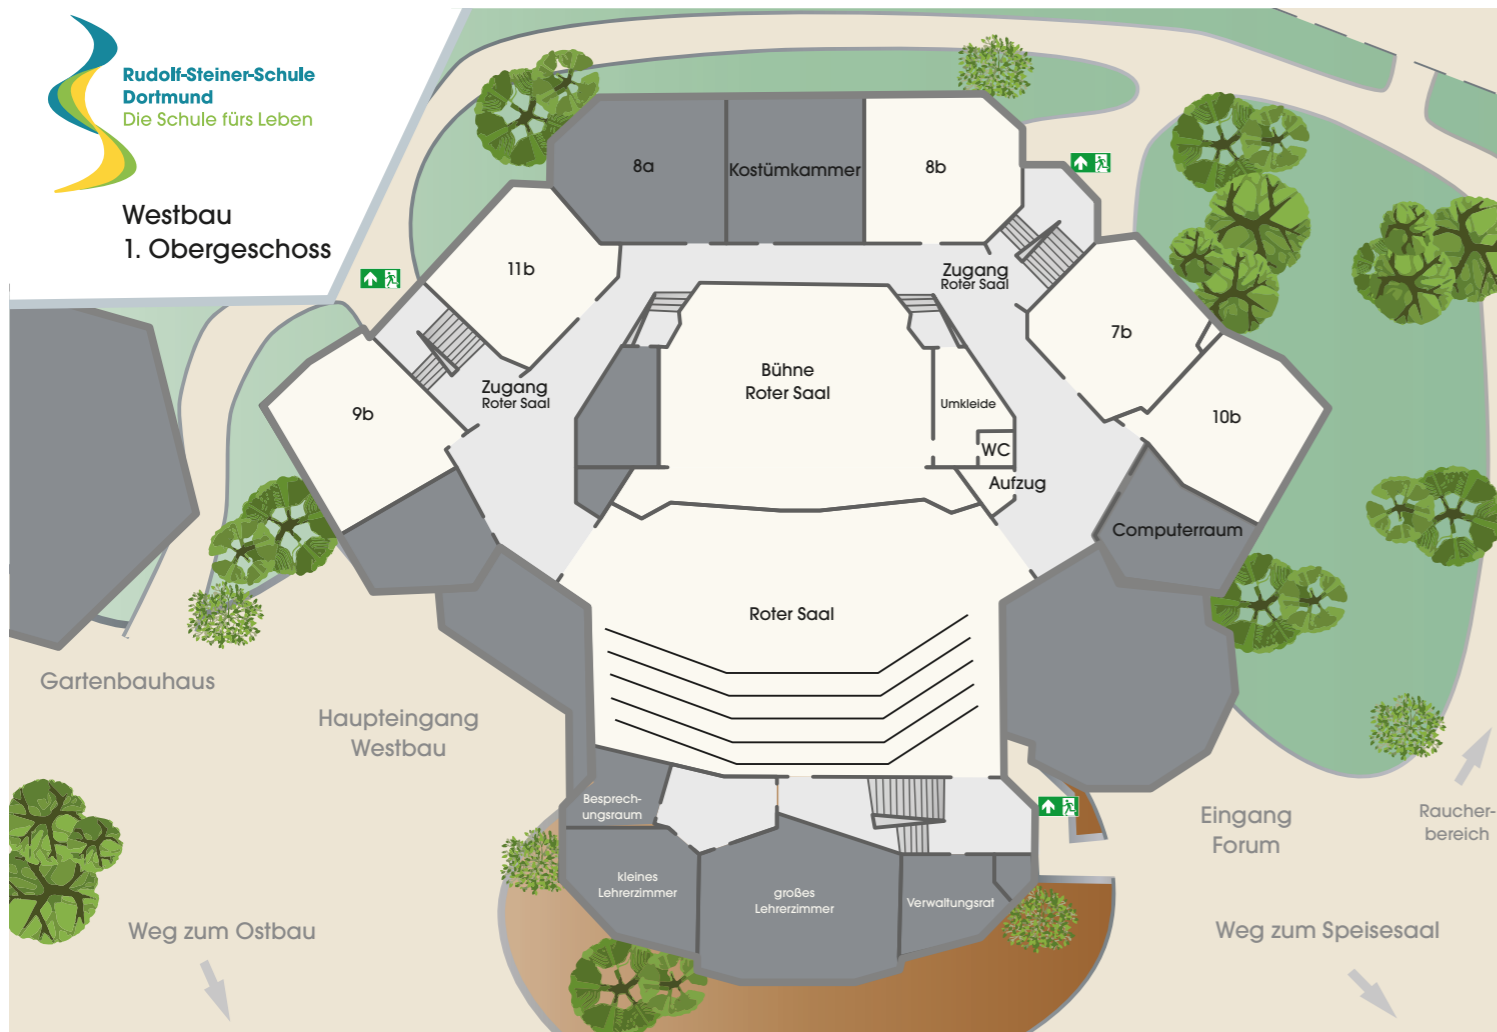 Rudolf-Steiner-Schule
Dortmund
Die Schule fürs Leben
Westbau
1. Obergeschoss
8a
Kostümkammer
8b
11b
Zugang
Roter Saal
7b
Zugang
Roter Saal
9b
Bühne
Roter Saal
Umkleide
10b
WC
Aufzug
Computerraum
Roter Saal
Gartenbauhaus
Haupteingang
Westbau
Besprech-
ungsraum
Eingang
Forum
Raucher-
bereich
kleines
Lehrerzimmer
großes
Lehrerzimmer
Verwaltungsrat
Weg zum Ostbau
Weg zum Speisesaal